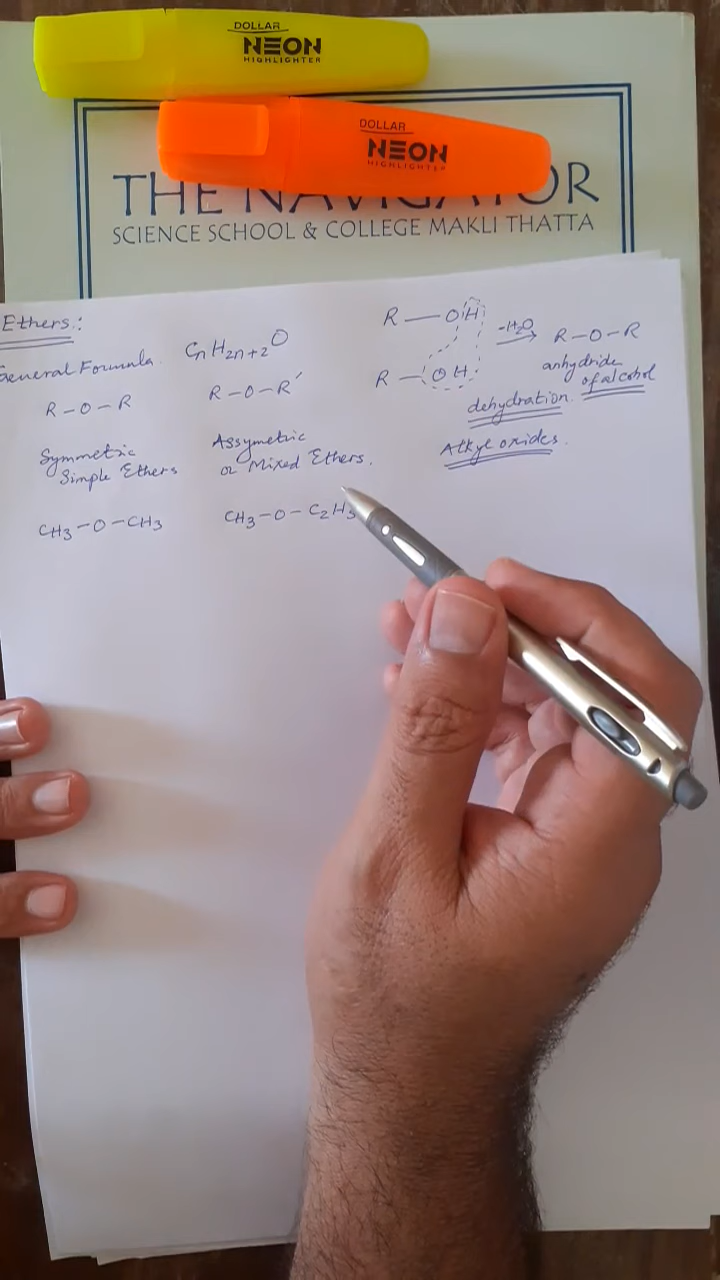 DOLLAR
NEON
HIGHLIGHTER
DOLLAR
NEON
HIGHLIGHTER
THE NAVIGATOR
SCIENCE SCHOOL & COLLEGE MAKLI THATTA
Ethers:
General Formula. CnH2n+2O
R-O-R
R-O-R′
Symmetric
Simple Ethers
Assymetric
or Mixed Ethers.
CH3-O-CH3
CH3-O-C2H5
R — OH
R — OH
-H2O
R-O-R
anhydride
of alcohol
dehydration.
Alkyl oxides.